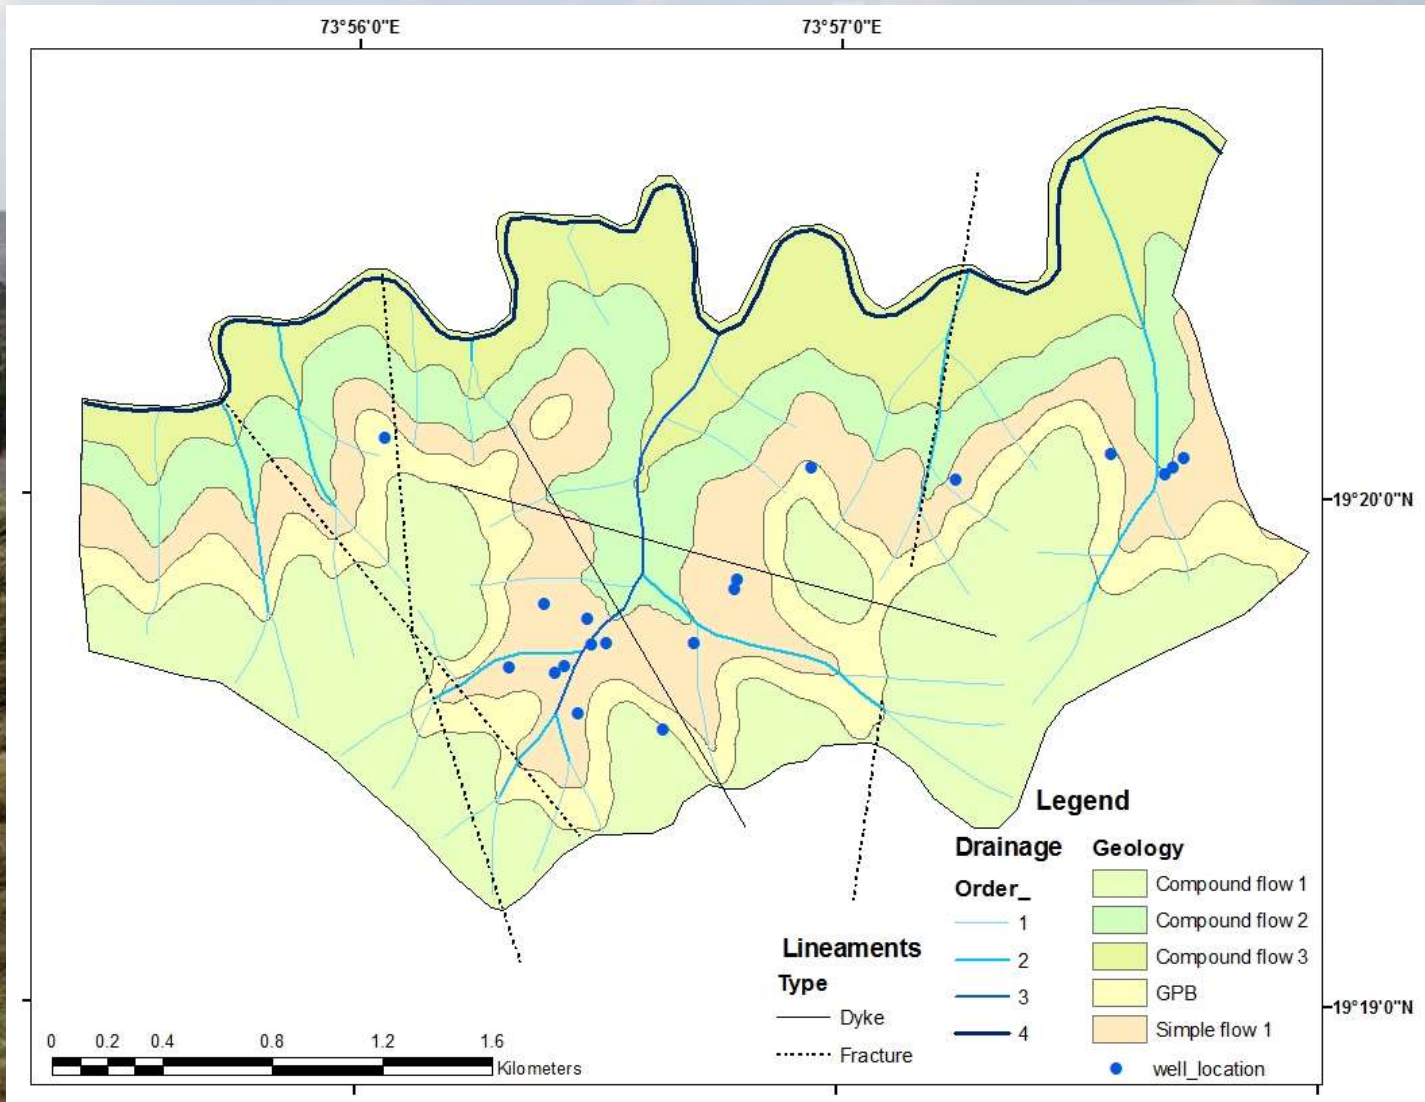 73°56'0"E 73°57'0"E
19°20'0"N
19°19'0"N
Legend
Drainage
Order_
1
2
3
4
Geology
Compound flow 1
Compound flow 2
Compound flow 3
GPB
Simple flow 1
well_location
Lineaments
Type
Dyke
Fracture
0 0.2 0.4 0.8 1.2 1.6
Kilometers